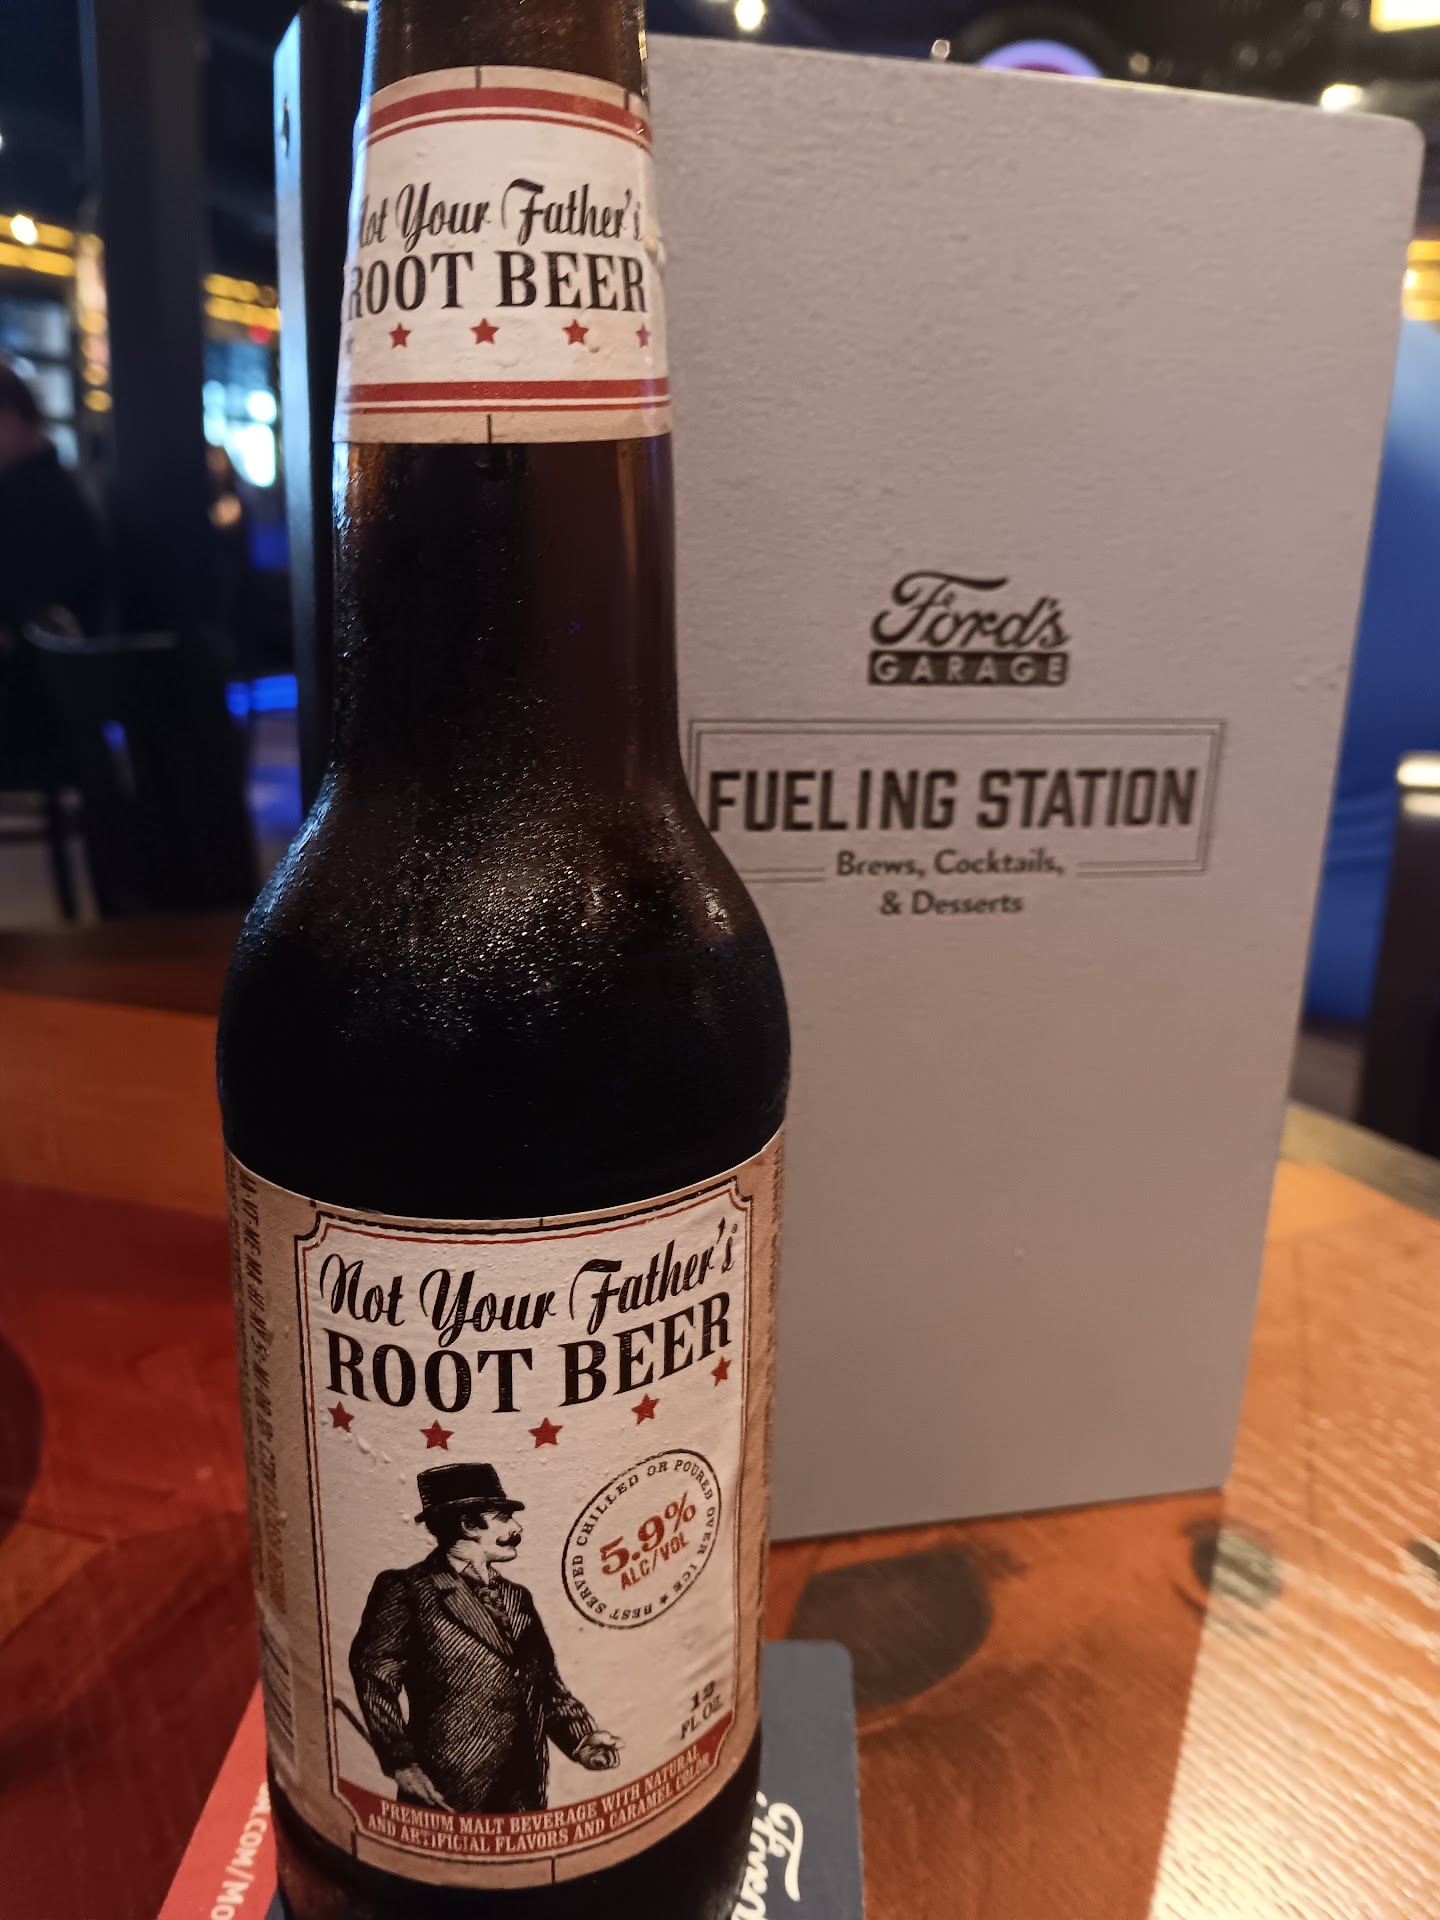 Not Your Father's
ROOT BEER
Ford's
GARAGE
FUELING STATION
Brews, Cocktails,
& Desserts
Not Your Father's®
ROOT BEER
BEST SERVED CHILLED OR POURED OVER ICE ★
5.9%
ALC/VOL
12
FL OZ.
PREMIUM MALT BEVERAGE WITH NATURAL
AND ARTIFICIAL FLAVORS AND CARAMEL COLOR